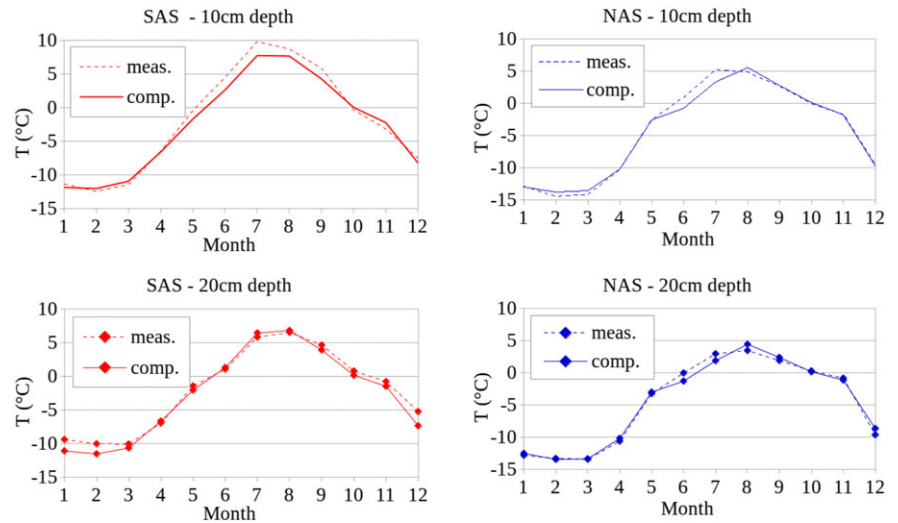 SAS - 10cm depth
10
5
0
-5
-10
-15
T (°C)
meas.
comp.
1 2 3 4 5 6 7 8 9 10 11 12
Month
NAS - 10cm depth
10
5
0
-5
-10
-15
T (°C)
meas.
comp.
1 2 3 4 5 6 7 8 9 10 11 12
Month
SAS - 20cm depth
10
5
0
-5
-10
-15
T (°C)
meas.
comp.
1 2 3 4 5 6 7 8 9 10 11 12
Month
NAS - 20cm depth
10
5
0
-5
-10
-15
T (°C)
meas.
comp.
1 2 3 4 5 6 7 8 9 10 11 12
Month